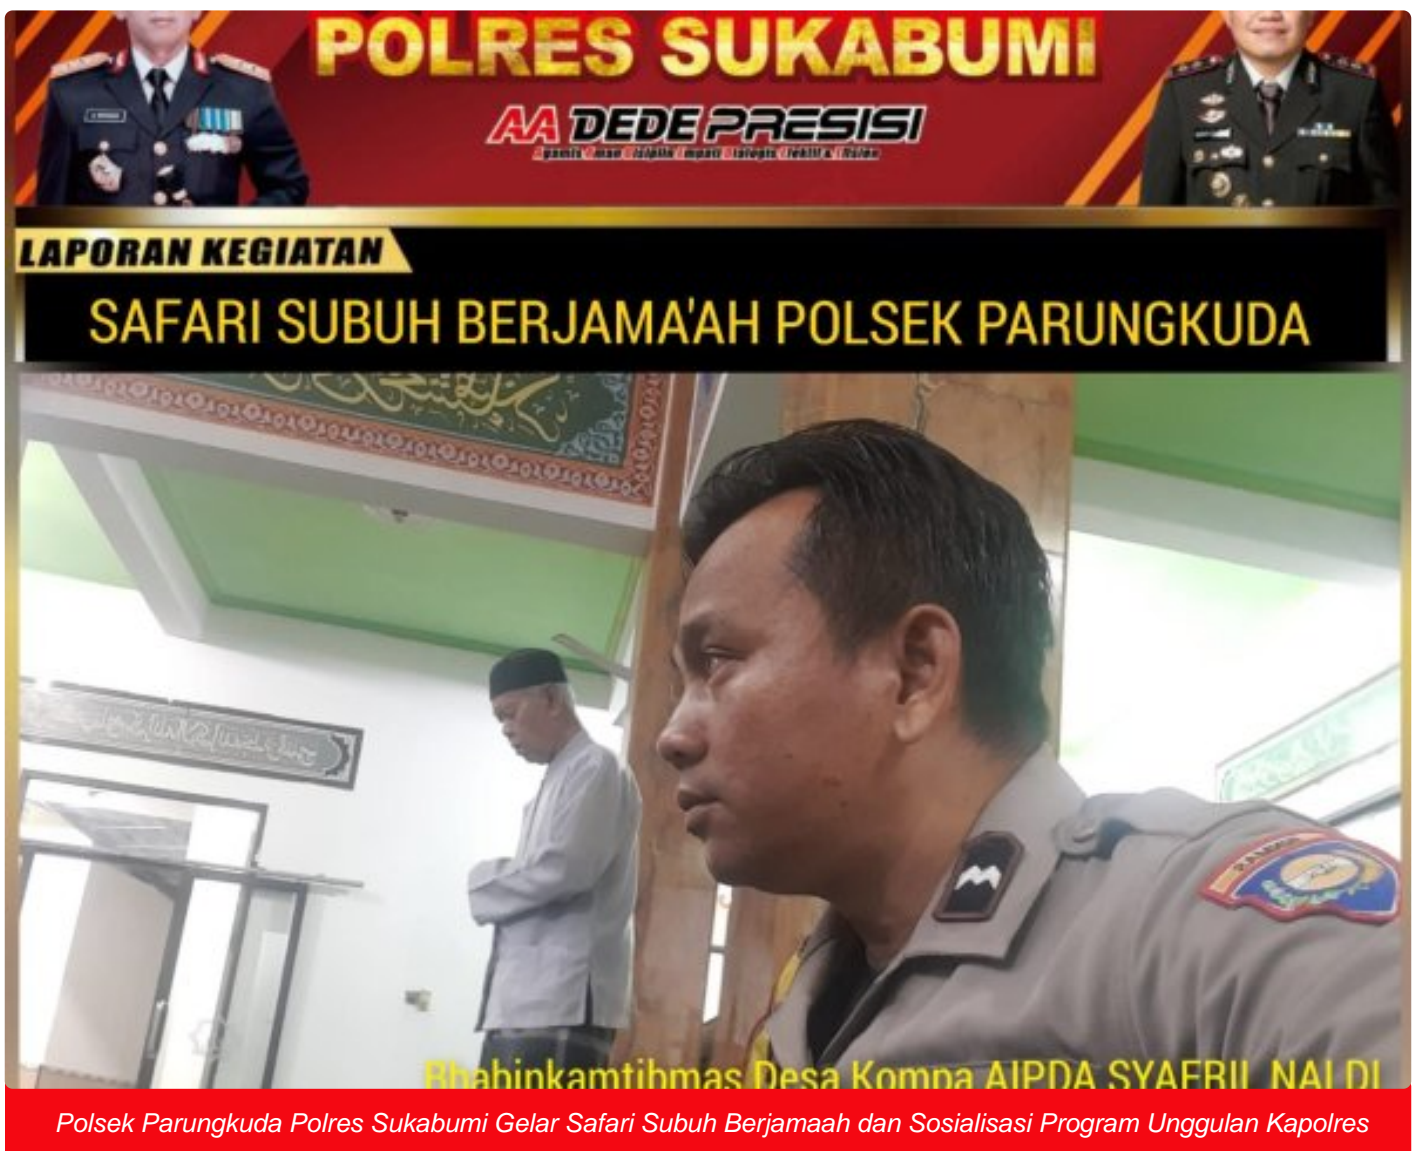 POLRES SUKABUMI
AA DEDE PRESISI
LAPORAN KEGIATAN
SAFARI SUBUH BERJAMA'AH POLSEK PARUNGKUDA
Bhabinkamtibmas Desa Kompa AIPDA SYAFRIL NALDI
Polsek Parungkuda Polres Sukabumi Gelar Safari Subuh Berjamaah dan Sosialisasi Program Unggulan Kapolres